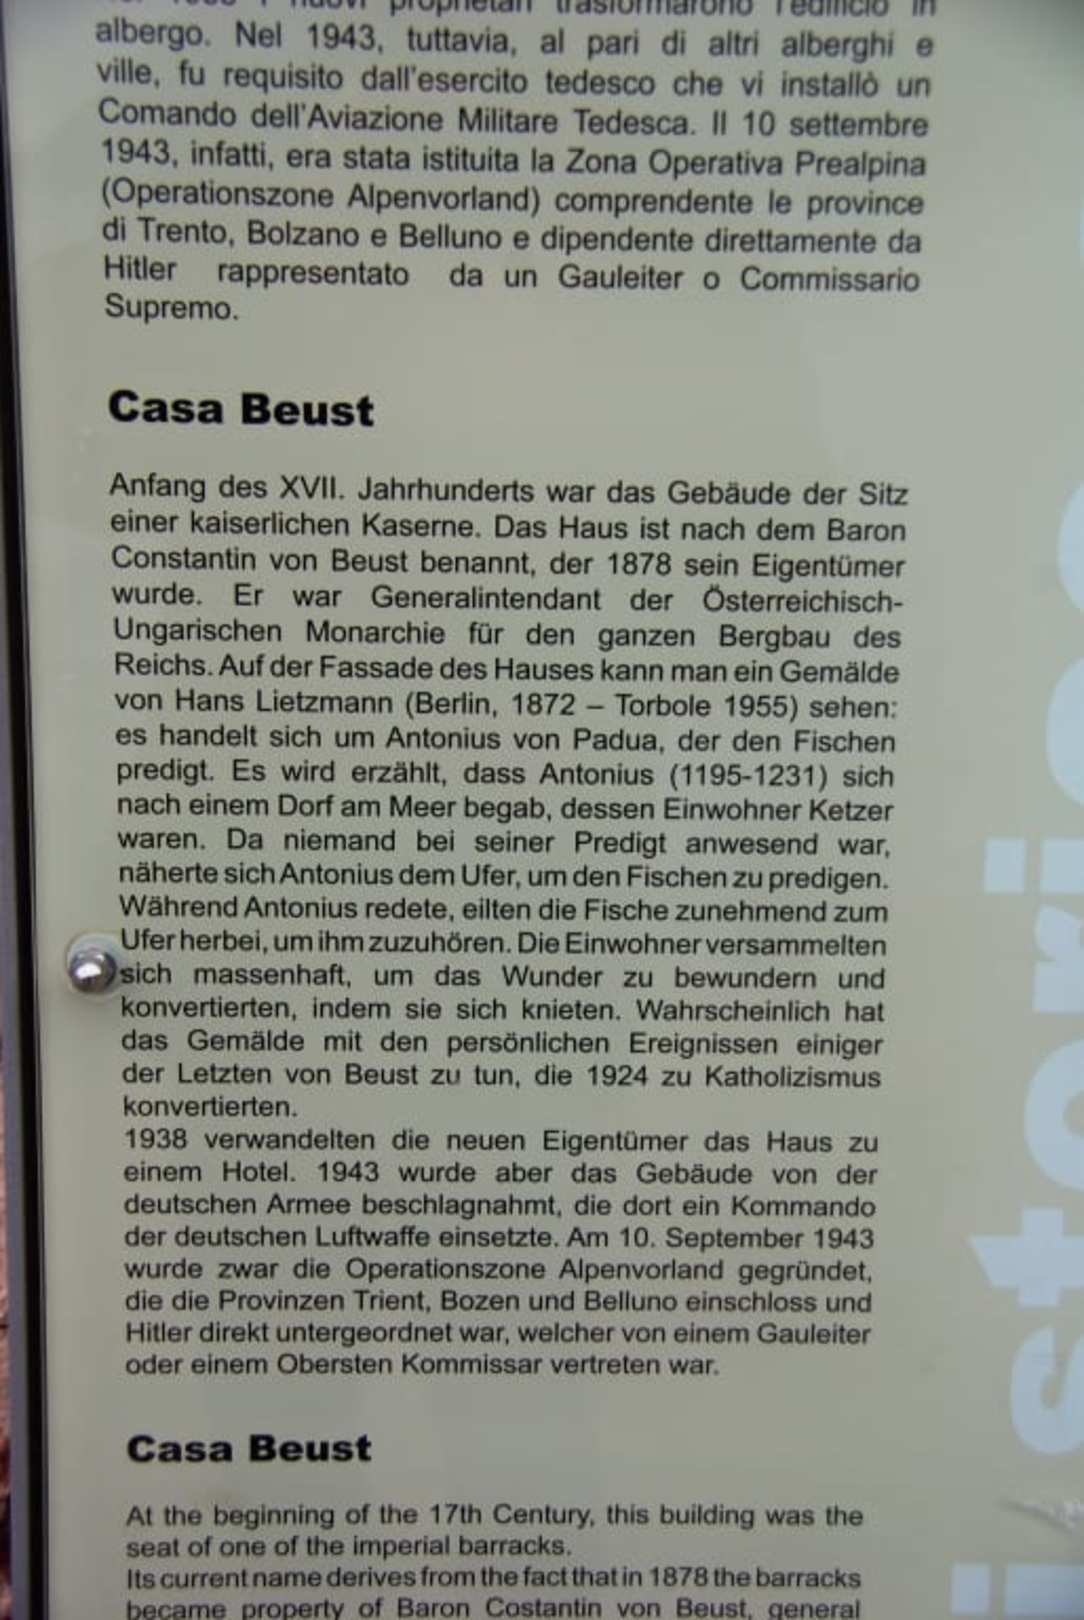 1938 i nuovi proprietari trasformarono l'edificio in
albergo. Nel 1943, tuttavia, al pari di altri alberghi e
ville, fu requisito dall'esercito tedesco che vi installò un
Comando dell'Aviazione Militare Tedesca. Il 10 settembre
1943, infatti, era stata istituita la Zona Operativa Prealpina
(Operationszone Alpenvorland) comprendente le province
di Trento, Bolzano e Belluno e dipendente direttamente da
Hitler rappresentato da un Gauleiter o Commissario
Supremo.
Casa Beust
Anfang des XVII. Jahrhunderts war das Gebäude der Sitz
einer kaiserlichen Kaserne. Das Haus ist nach dem Baron
Constantin von Beust benannt, der 1878 sein Eigentümer
wurde. Er war Generalintendant der Österreichisch-
Ungarischen Monarchie für den ganzen Bergbau des
Reichs. Auf der Fassade des Hauses kann man ein Gemälde
von Hans Lietzmann (Berlin, 1872 – Torbole 1955) sehen:
es handelt sich um Antonius von Padua, der den Fischen
predigt. Es wird erzählt, dass Antonius (1195-1231) sich
nach einem Dorf am Meer begab, dessen Einwohner Ketzer
waren. Da niemand bei seiner Predigt anwesend war,
näherte sich Antonius dem Ufer, um den Fischen zu predigen.
Während Antonius redete, eilten die Fische zunehmend zum
Ufer herbei, um ihm zuzuhören. Die Einwohner versammelten
sich massenhaft, um das Wunder zu bewundern und
konvertierten, indem sie sich knieten. Wahrscheinlich hat
das Gemälde mit den persönlichen Ereignissen einiger
der Letzten von Beust zu tun, die 1924 zu Katholizismus
konvertierten.
1938 verwandelten die neuen Eigentümer das Haus zu
einem Hotel. 1943 wurde aber das Gebäude von der
deutschen Armee beschlagnahmt, die dort ein Kommando
der deutschen Luftwaffe einsetzte. Am 10. September 1943
wurde zwar die Operationszone Alpenvorland gegründet,
die die Provinzen Trient, Bozen und Belluno einschloss und
Hitler direkt untergeordnet war, welcher von einem Gauleiter
oder einem Obersten Kommissar vertreten war.
Casa Beust
At the beginning of the 17th Century, this building was the
seat of one of the imperial barracks.
Its current name derives from the fact that in 1878 the barracks
became property of Baron Costantin von Beust, general